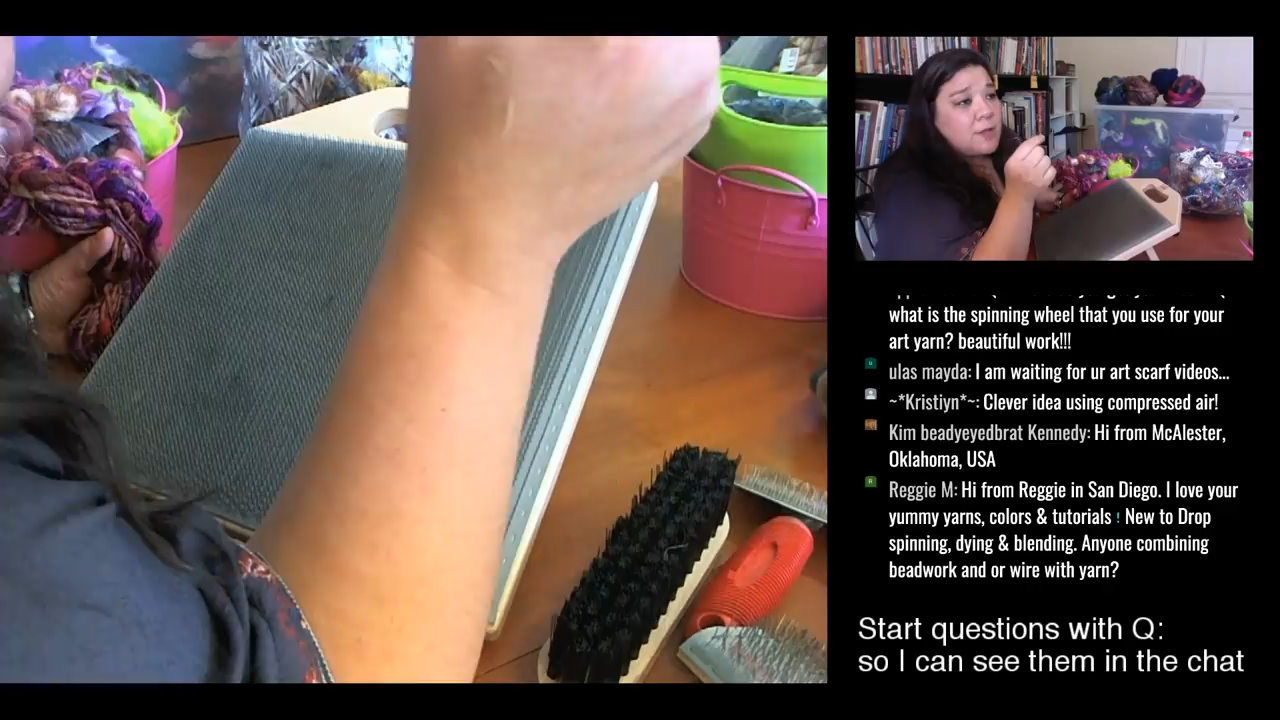 what is the spinning wheel that you use for your
art yarn? beautiful work!!!
ulas mayda: I am waiting for ur art scarf videos...
~*Kristiyn*~: Clever idea using compressed air!
Kim beadyeyedbrat Kennedy: Hi from McAlester,
Oklahoma, USA
Reggie M: Hi from Reggie in San Diego. I love your
yummy yarns, colors & tutorials ! New to Drop
spinning, dying & blending. Anyone combining
beadwork and or wire with yarn?
Start questions with Q:
so I can see them in the chat